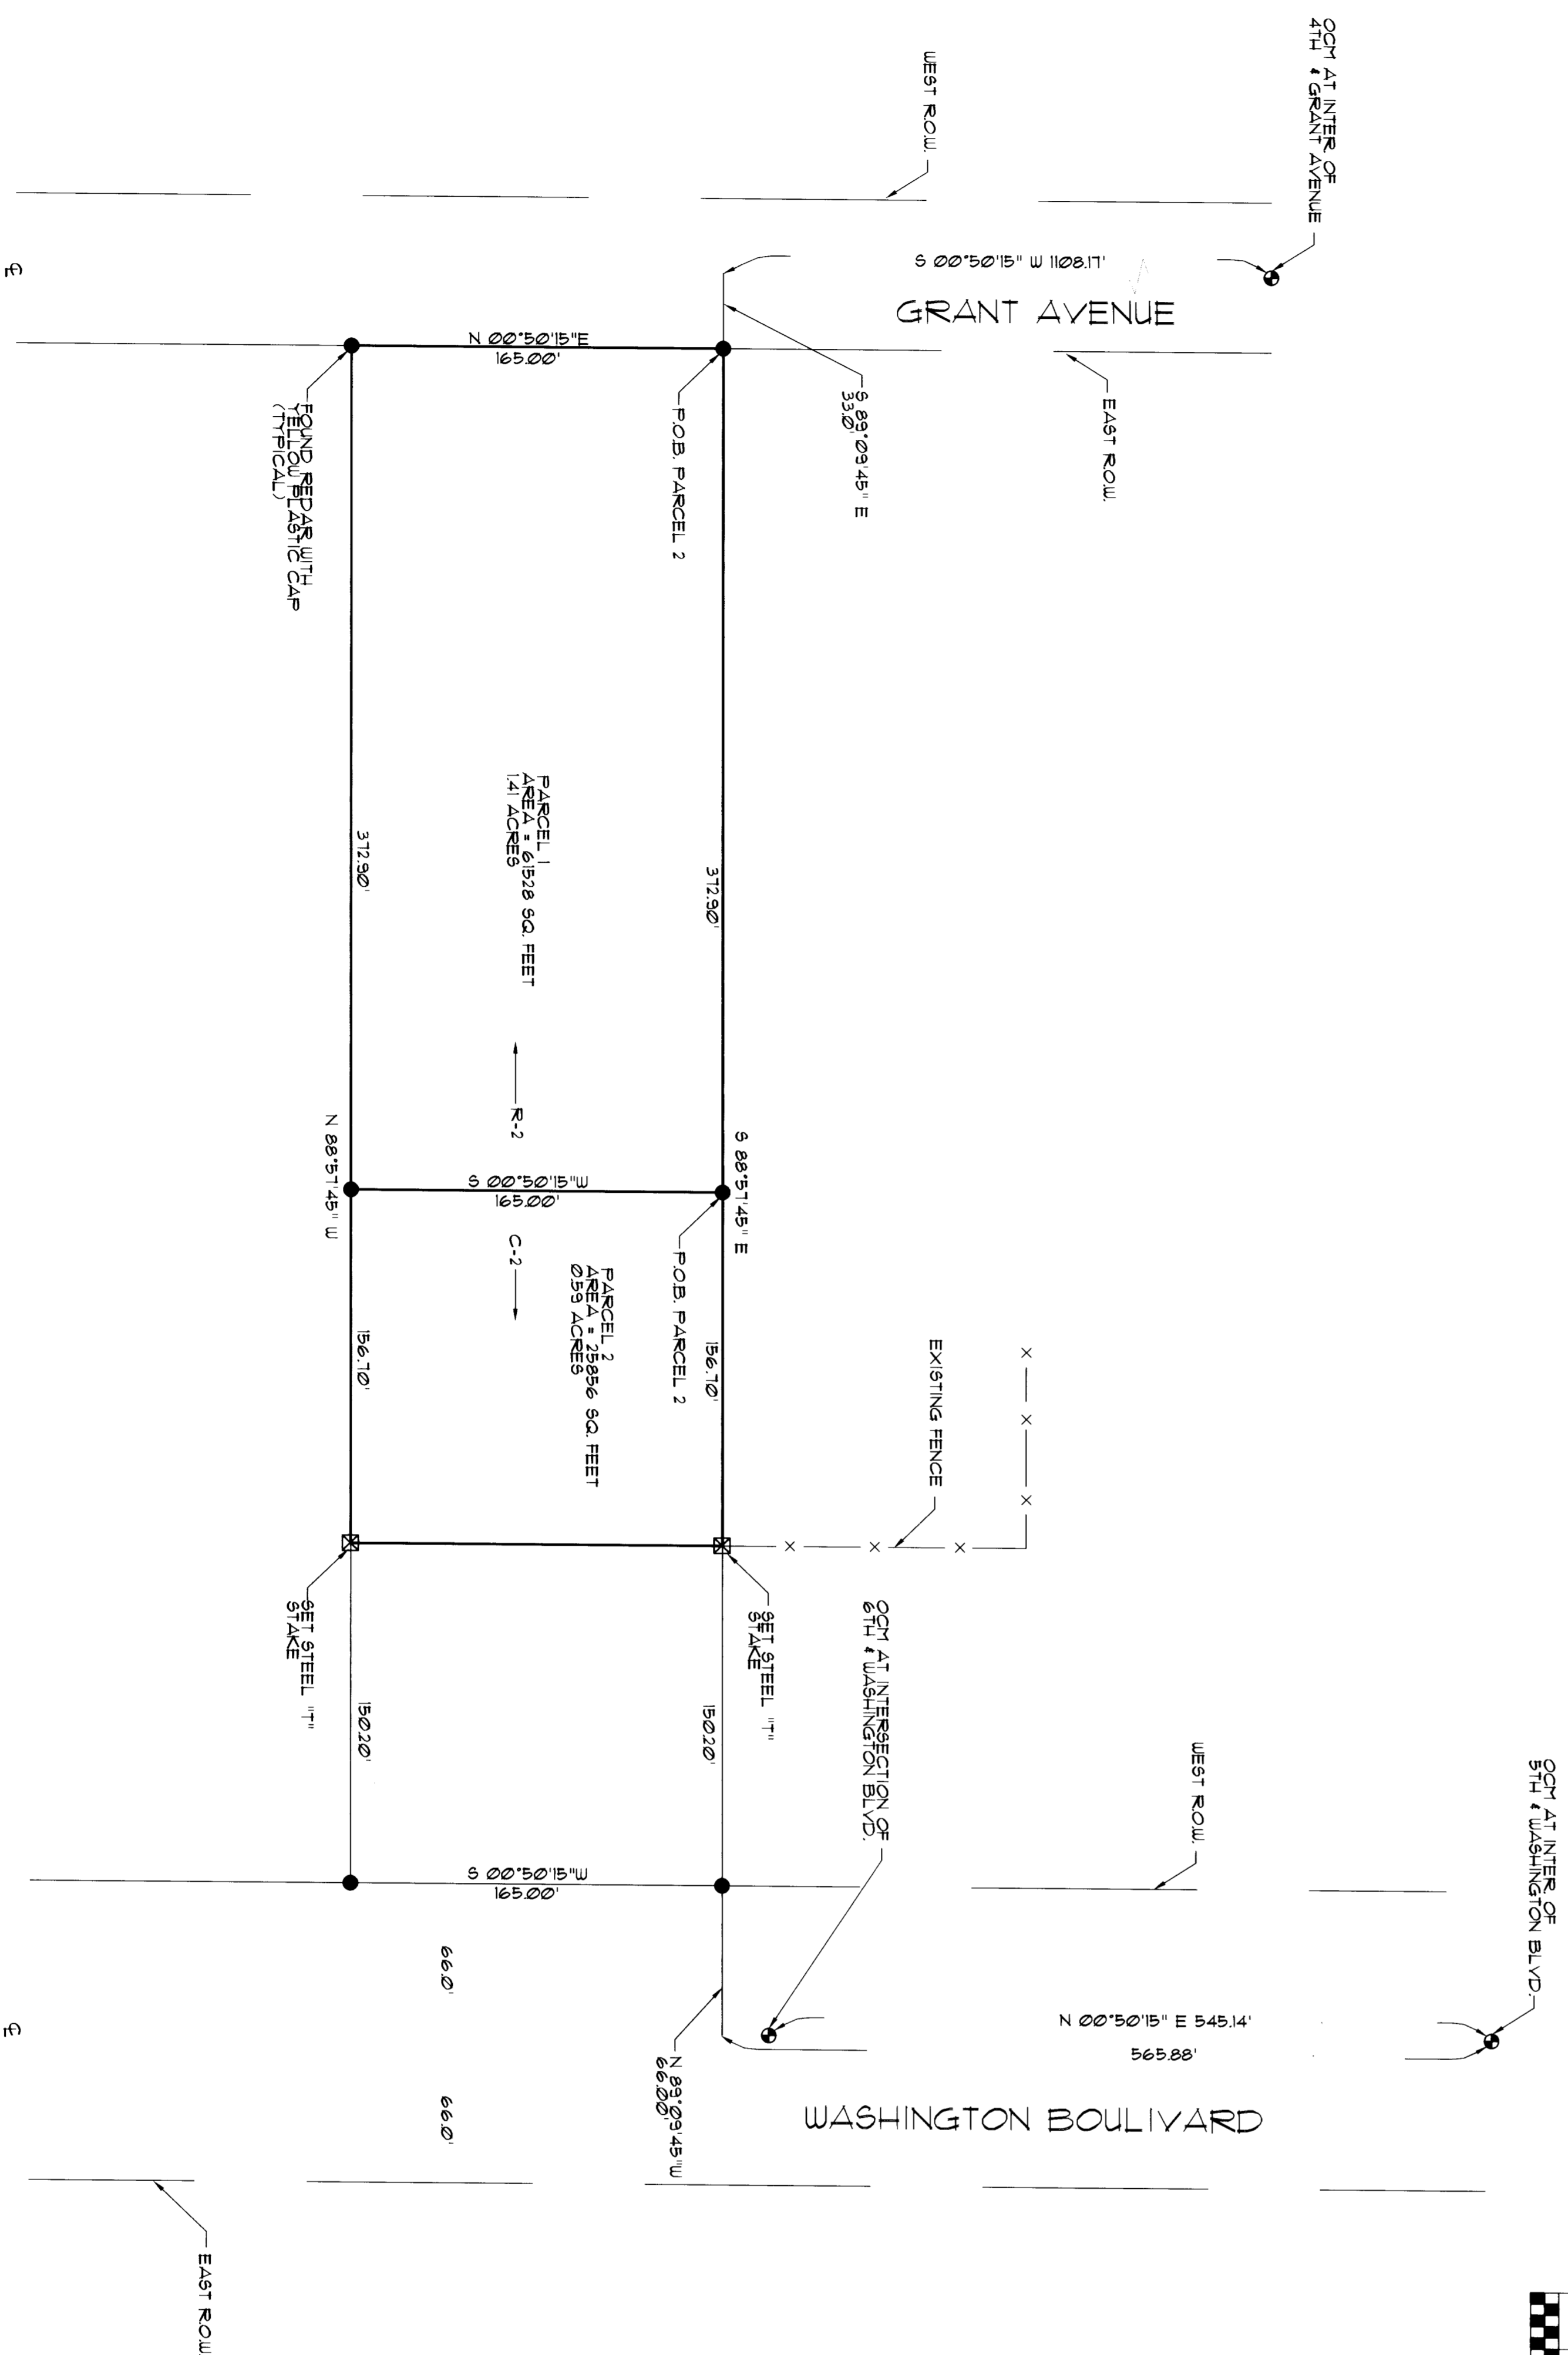 OCM AT INTER. OF
4TH & GRANT AVENUE
WEST R.O.W.
S 00°50'15" W 1108.17'
GRANT AVENUE
℄
N 00°50'15"E
165.00'
S 89°09'45" E
33.0'
EAST R.O.W.
FOUND REDAR WITH
YELLOW PLASTIC CAP
(TYPICAL)
P.O.B. PARCEL 2
PARCEL 1
AREA = 61528 SQ. FEET
1.41 ACRES
372.90'
372.90'
R-2
N 88°57'45" W
S 88°57'45" E
S 00°50'15"W
165.00'
C-2
P.O.B. PARCEL 2
PARCEL 2
AREA = 25856 SQ. FEET
0.59 ACRES
156.70'
156.70'
EXISTING FENCE
SET STEEL "T"
STAKE
SET STEEL "T"
STAKE
OCM AT INTERSECTION OF
6TH & WASHINGTON BLVD.
150.20'
150.20'
WEST R.O.W.
OCM AT INTER. OF
5TH & WASHINGTON BLVD.
S 00°50'15"W
165.00'
66.0'
N 00°50'15" E 545.14'
565.88'
℄
N 89°09'45"W
66.00'
66.0'
WASHINGTON BOULIVARD
EAST R.O.W.